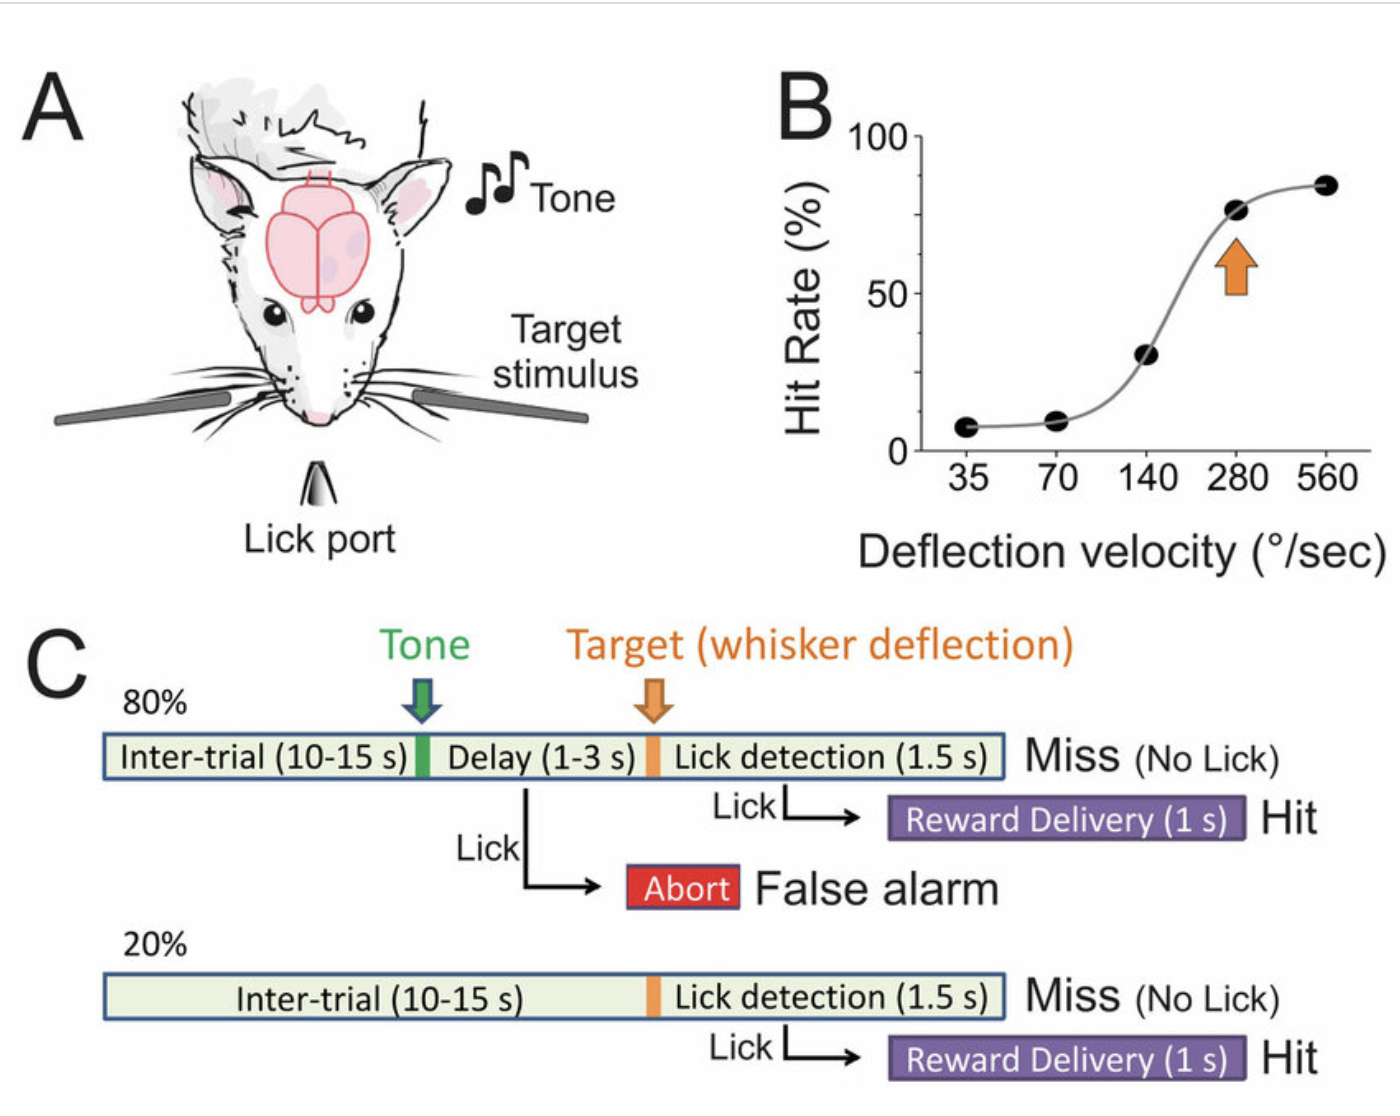 A
Tone
Target
stimulus
Lick port
B
100
50
0
Hit Rate (%)
35 70 140 280 560
Deflection velocity (°/sec)
C
Tone
Target (whisker deflection)
80%
Inter-trial (10-15 s) Delay (1-3 s) Lick detection (1.5 s) Miss (No Lick)
Lick Reward Delivery (1 s) Hit
Lick
Abort False alarm
20%
Inter-trial (10-15 s) Lick detection (1.5 s) Miss (No Lick)
Lick Reward Delivery (1 s) Hit